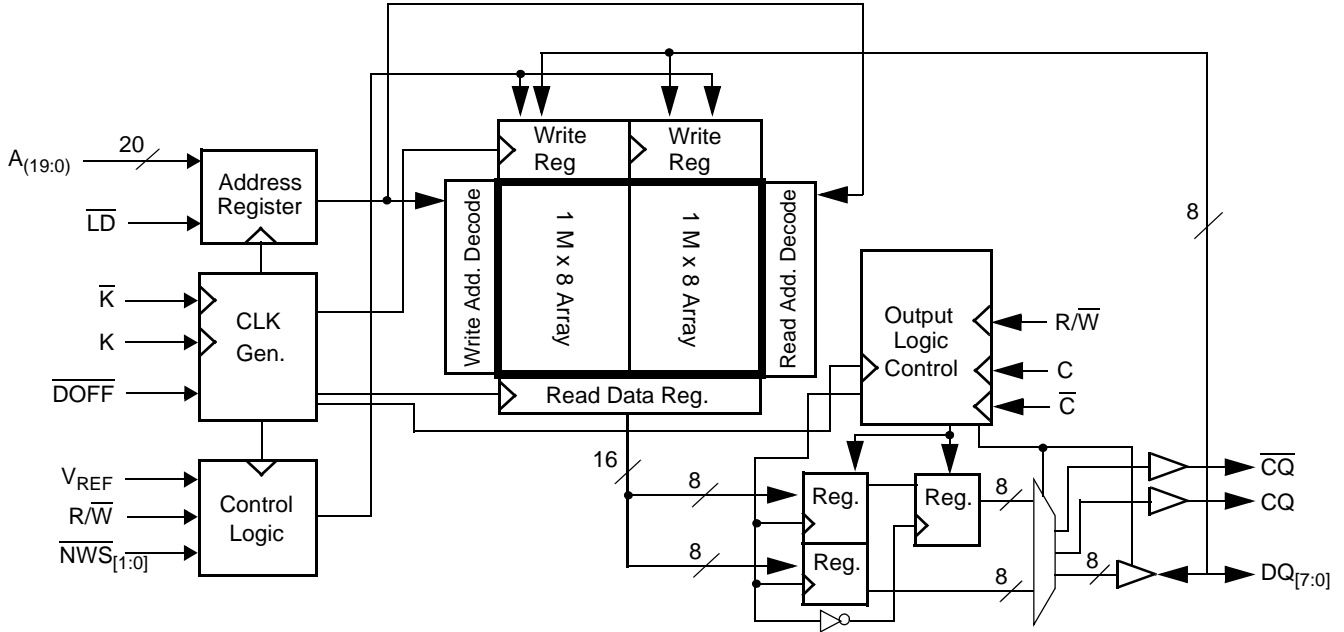 8
Write
Reg
Write
Reg
20
A(19:0)
Address
Register
LD
Write Add. Decode
1 M x 8 Array
1 M x 8 Array
Read Add. Decode
8
K
K
CLK
Gen.
DOFF
Output
Logic
Control
R/W
C
C
Read Data Reg.
VREF
R/W
NWS[1:0]
Control
Logic
16
8
Reg.
Reg.
8
CQ
CQ
8
Reg.
8
8
DQ[7:0]